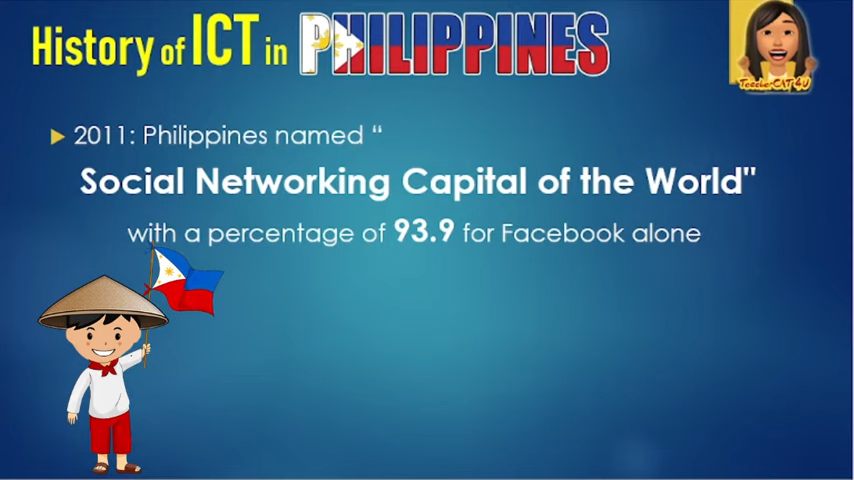 History of ICT in PHILIPPINES
TeacherCAT4U
2011: Philippines named “
Social Networking Capital of the World"
with a percentage of 93.9 for Facebook alone